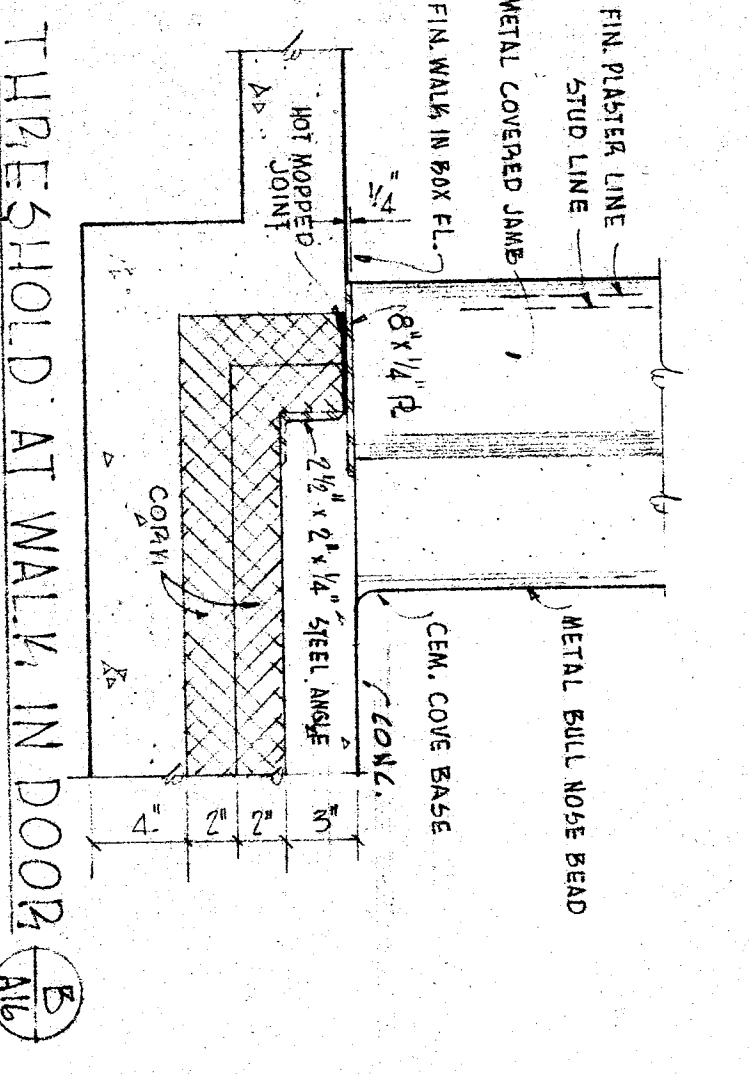 FIN. PLASTER LINE
STUD LINE
METAL COVERED JAMB
FIN. WALK IN BOX FL.
1/4"
HOT MOPPED
JOINT
8" x 1/4" PL
METAL BULL NOSE BEAD
CEM. COVE BASE
CONC.
2 1/2" x 2" x 1/4" STEEL ANGLE
CORK
3"
2"
2"
4"
THRESHOLD AT WALK IN DOOR
B
A16